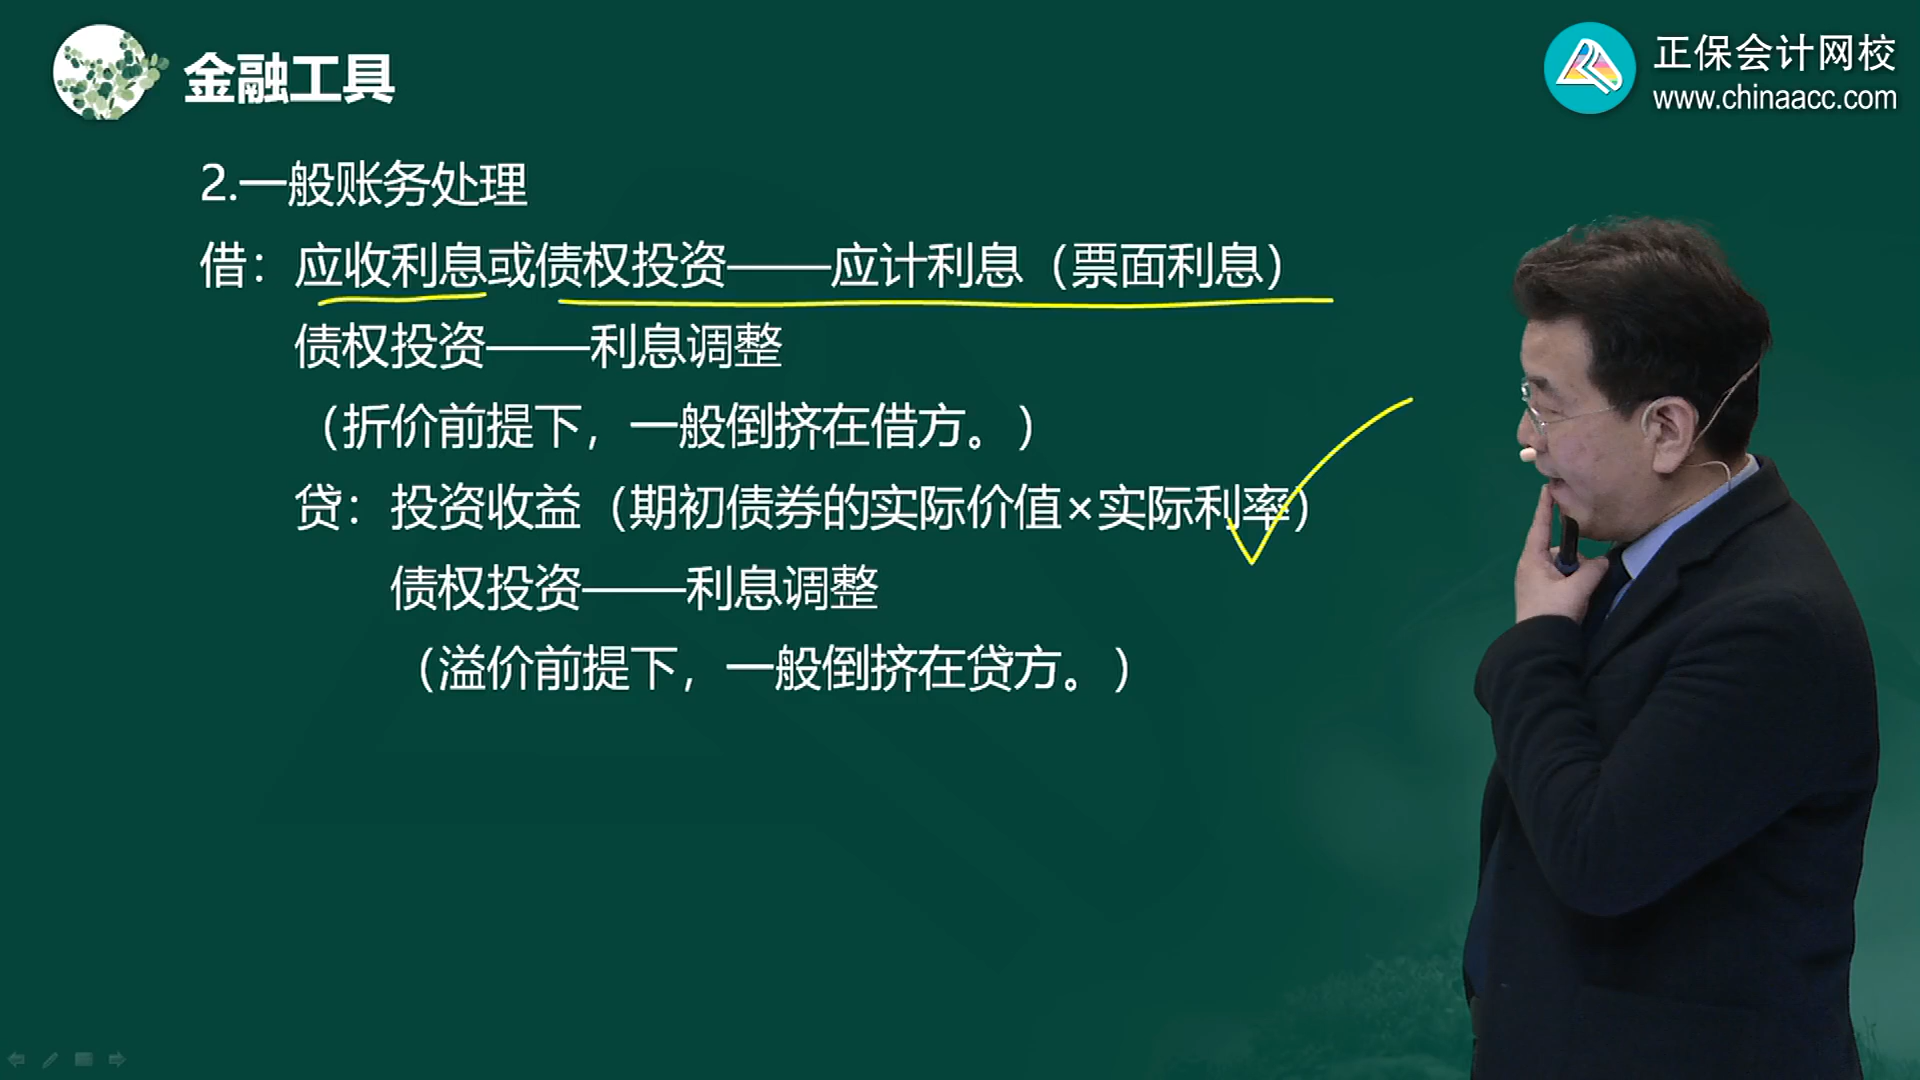 金融工具
正保会计网校
www.chinaacc.com
2.一般账务处理
借：应收利息或债权投资——应计利息（票面利息）
债权投资——利息调整
（折价前提下，一般倒挤在借方。）
贷：投资收益（期初债券的实际价值×实际利率）
债权投资——利息调整
（溢价前提下，一般倒挤在贷方。）